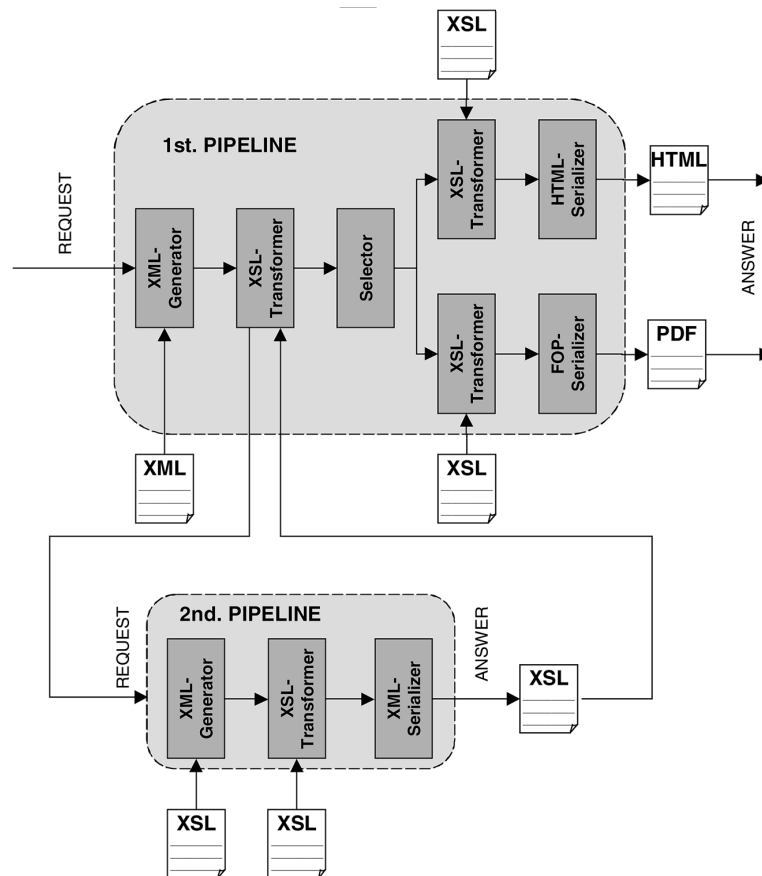 XSL
1st. PIPELINE
REQUEST
XML-
Generator
XSL-
Transformer
Selector
XSL-
Transformer
HTML-
Serializer
HTML
ANSWER
XSL-
Transformer
FOP-
Serializer
PDF
XML
XSL
2nd. PIPELINE
REQUEST
XML-
Generator
XSL-
Transformer
XML-
Serializer
ANSWER
XSL
XSL
XSL